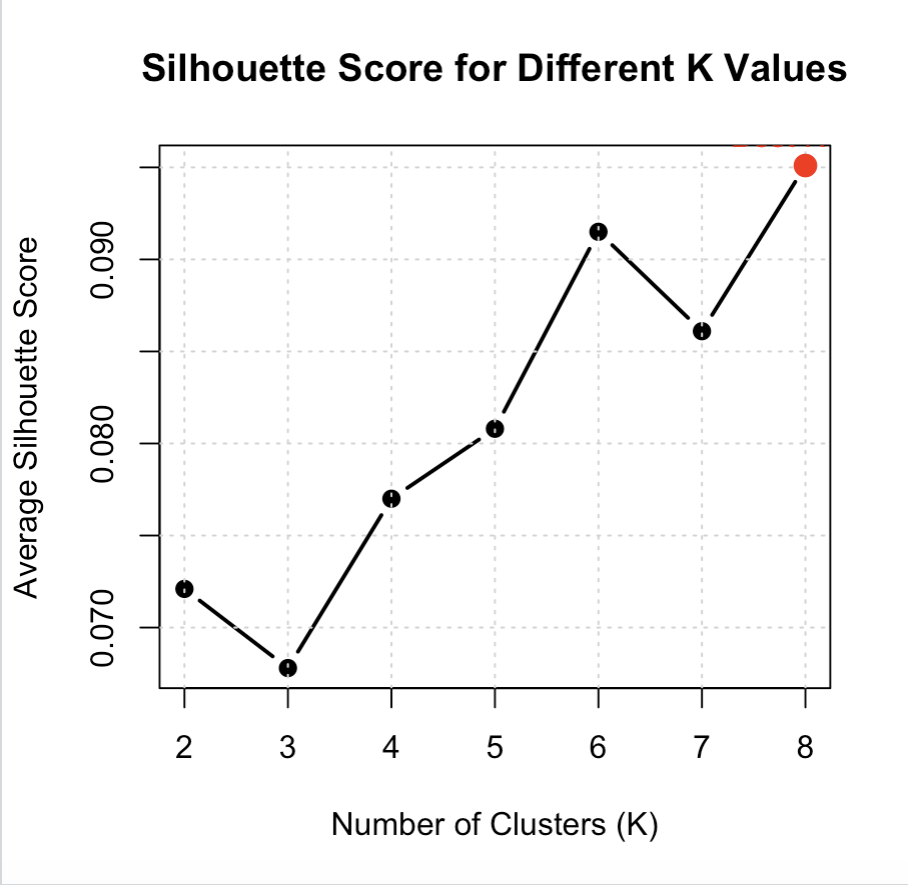 Silhouette Score for Different K Values
Average Silhouette Score
0.090
0.080
0.070
2 3 4 5 6 7 8
Number of Clusters (K)